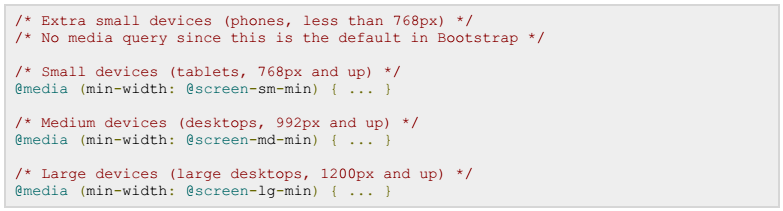 /* Extra small devices (phones, less than 768px) */
/* No media query since this is the default in Bootstrap */
/* Small devices (tablets, 768px and up) */
@media (min-width: @screen-sm-min) { ... }
/* Medium devices (desktops, 992px and up) */
@media (min-width: @screen-md-min) { ... }
/* Large devices (large desktops, 1200px and up) */
@media (min-width: @screen-lg-min) { ... }